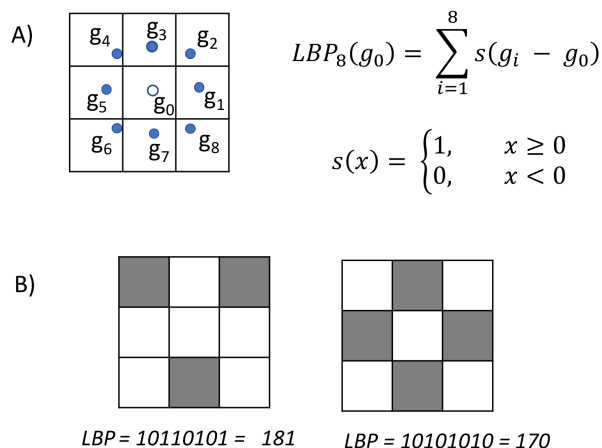 A)
g4 g3 g2
g5 g0 g1
g6 g7 g8
LBP₈(g₀) = ∑_{i=1}^{8} s(gᵢ − g₀)
s(x) = {1, x ≥ 0
0, x < 0
B)
LBP = 10110101 = 181
LBP = 10101010 = 170